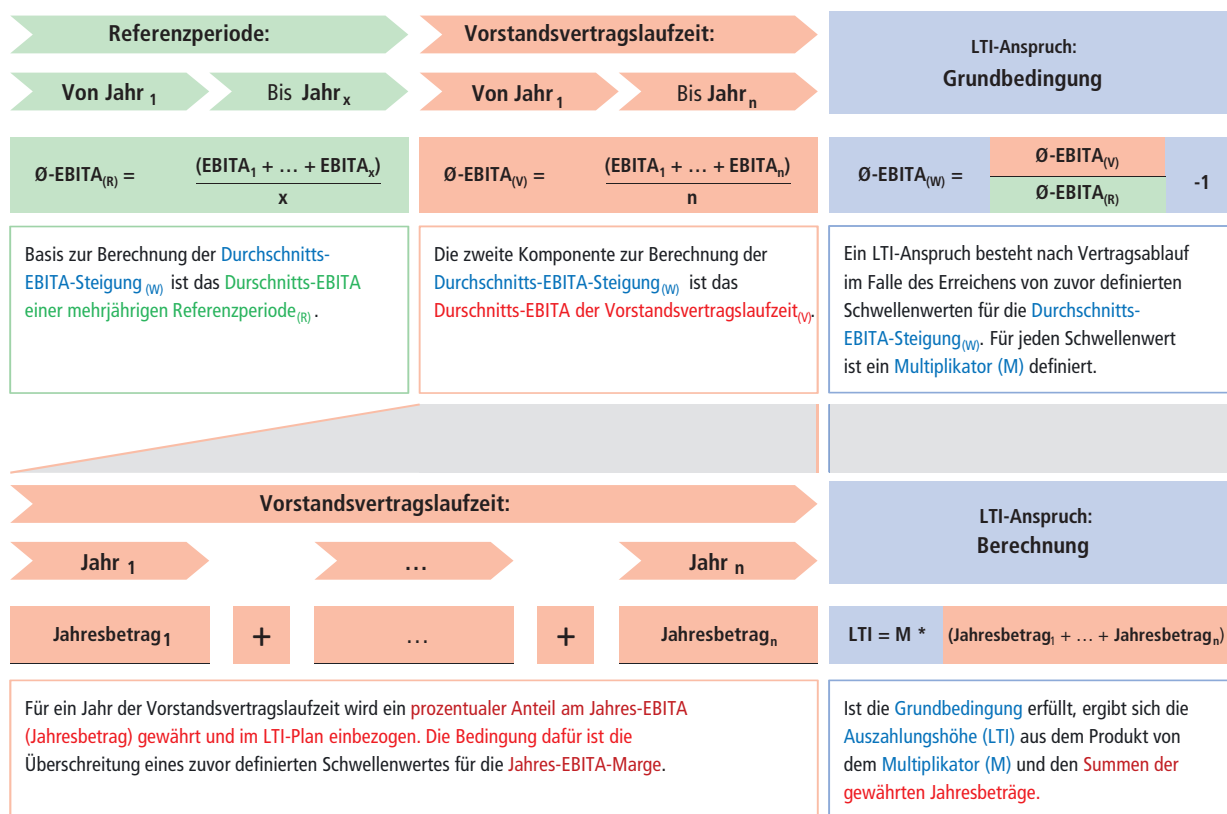 Referenzperiode:
Von Jahr 1
Bis Jahr x
Ø-EBITA(R) =
(EBITA1 + … + EBITAx)
x
Basis zur Berechnung der Durchschnitts-
EBITA-Steigung (W) ist das Durschnitts-EBITA
einer mehrjährigen Referenzperiode(R) .
Vorstandsvertragslaufzeit:
Von Jahr 1
Bis Jahr n
Ø-EBITA(V) =
(EBITA1 + … + EBITAn)
n
Die zweite Komponente zur Berechnung der
Durchschnitts-EBITA-Steigung(W) ist das
Durschnitts-EBITA der Vorstandsvertragslaufzeit(V).
LTI-Anspruch:
Grundbedingung
Ø-EBITA(W) =
Ø-EBITA(V)
Ø-EBITA(R)
-1
Ein LTI-Anspruch besteht nach Vertragsablauf
im Falle des Erreichens von zuvor definierten
Schwellenwerten für die Durchschnitts-
EBITA-Steigung(W). Für jeden Schwellenwert
ist ein Multiplikator (M) definiert.
Vorstandsvertragslaufzeit:
Jahr 1
…
Jahr n
Jahresbetrag1
+
…
+
Jahresbetragn
Für ein Jahr der Vorstandsvertragslaufzeit wird ein prozentualer Anteil am Jahres-EBITA
(Jahresbetrag) gewährt und im LTI-Plan einbezogen. Die Bedingung dafür ist die
Überschreitung eines zuvor definierten Schwellenwertes für die Jahres-EBITA-Marge.
LTI-Anspruch:
Berechnung
LTI = M * (Jahresbetrag1 + … + Jahresbetragn)
Ist die Grundbedingung erfüllt, ergibt sich die
Auszahlungshöhe (LTI) aus dem Produkt von
dem Multiplikator (M) und den Summen der
gewährten Jahresbeträge.